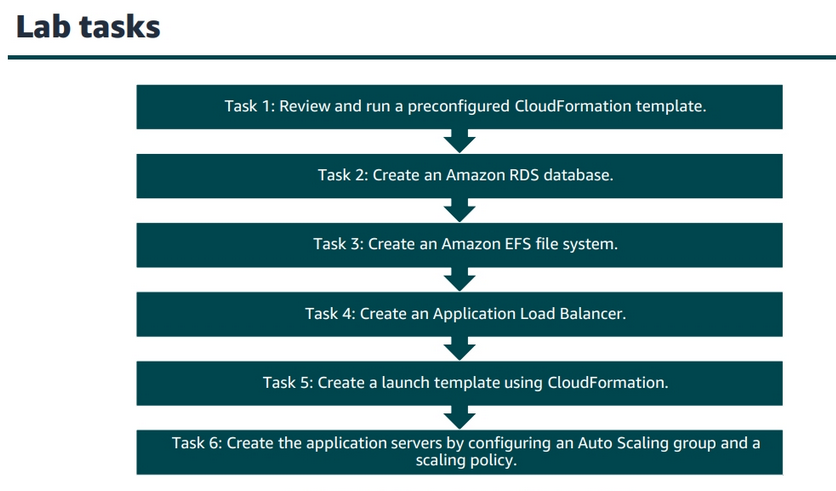 Lab tasks
Task 1: Review and run a preconfigured CloudFormation template.
Task 2: Create an Amazon RDS database.
Task 3: Create an Amazon EFS file system.
Task 4: Create an Application Load Balancer.
Task 5: Create a launch template using CloudFormation.
Task 6: Create the application servers by configuring an Auto Scaling group and a
scaling policy.